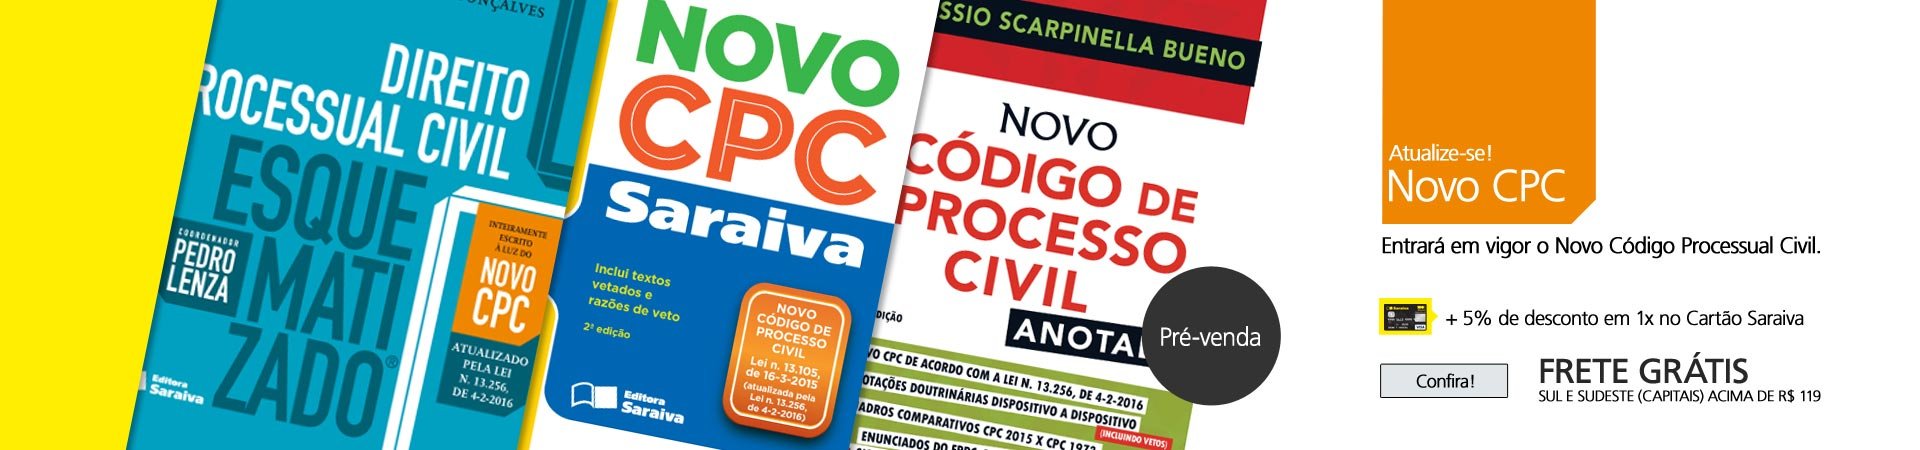 DIREITO
PROCESSUAL CIVIL
ESQUE
MATI
ZADO®
COORDENADOR
PEDRO
LENZA
INTEIRAMENTE
ESCRITO
À LUZ DO
NOVO
CPC
ATUALIZADO
PELA LEI
N. 13.256,
DE 4-2-2016
Editora
Saraiva
NOVO
CPC
Saraiva
Inclui textos
vetados e
razões de veto
2ª edição
NOVO
CÓDIGO DE
PROCESSO
CIVIL
Lei n. 13.105,
de 16-3-2015
(atualizada pela
Lei n. 13.256,
de 4-2-2016)
Editora
Saraiva
SSIO SCARPINELLA BUENO
NOVO
CÓDIGO DE
PROCESSO
CIVIL
ANOTA
EDIÇÃO
VO CPC DE ACORDO COM A LEI N. 13.256, DE 4-2-2016
OTAÇÕES DOUTRINÁRIAS DISPOSITIVO A DISPOSITIVO
ADROS COMPARATIVOS CPC 2015 X CPC 1973
(INCLUINDO VETOS)
ENUNCIADOS DO
Pré-venda
Atualize-se!
Novo CPC
Entrará em vigor o Novo Código Processual Civil.
+ 5% de desconto em 1x no Cartão Saraiva
Confira!
FRETE GRÁTIS
SUL E SUDESTE (CAPITAIS) ACIMA DE R$ 119